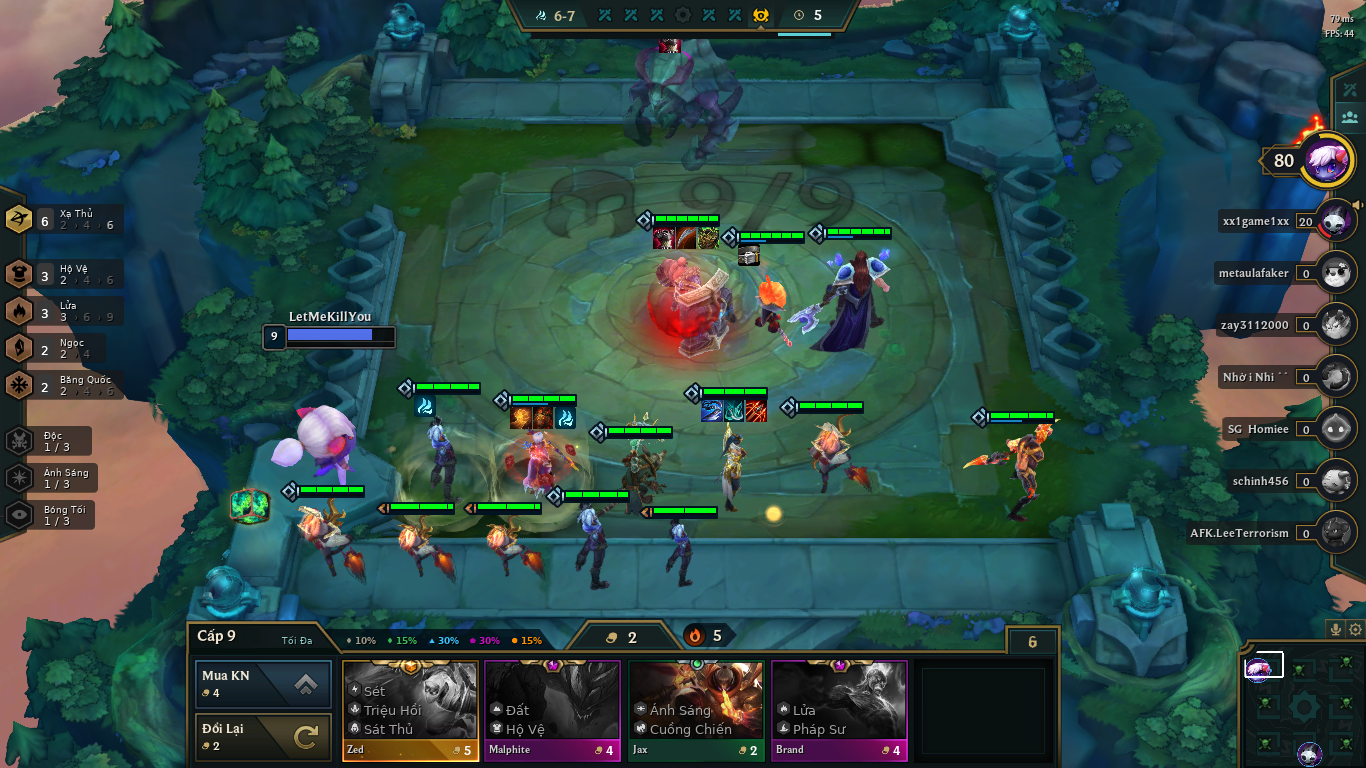 6-7
5
79 ms
FPS: 44
9/9
80
xx1game1xx 20
metaulafaker 0
zay3112000 0
Nhờ i Nhi ˆˆ 0
SG Homiee 0
schinh456 0
AFK.LeeTerrorism 0
6 Xạ Thủ
2 › 4 › 6
3 Hộ Vệ
2 › 4 › 6
3 Lửa
3 › 6 › 9
2 Ngọc
2 › 4
2 Băng Quốc
2 › 4 › 6
Độc
1 / 3
Ánh Sáng
1 / 3
Bóng Tối
1 / 3
LetMeKillYou
9
Cấp 9 Tối Đa
10% 15% 30% 30% 15%
2
5
6
Mua KN
4
Đổi Lại
2
Sét
Triệu Hồi
Sát Thủ
Zed 5
Đất
Hộ Vệ
Malphite 4
Ánh Sáng
Cuồng Chiến
Jax 2
Lửa
Pháp Sư
Brand 4